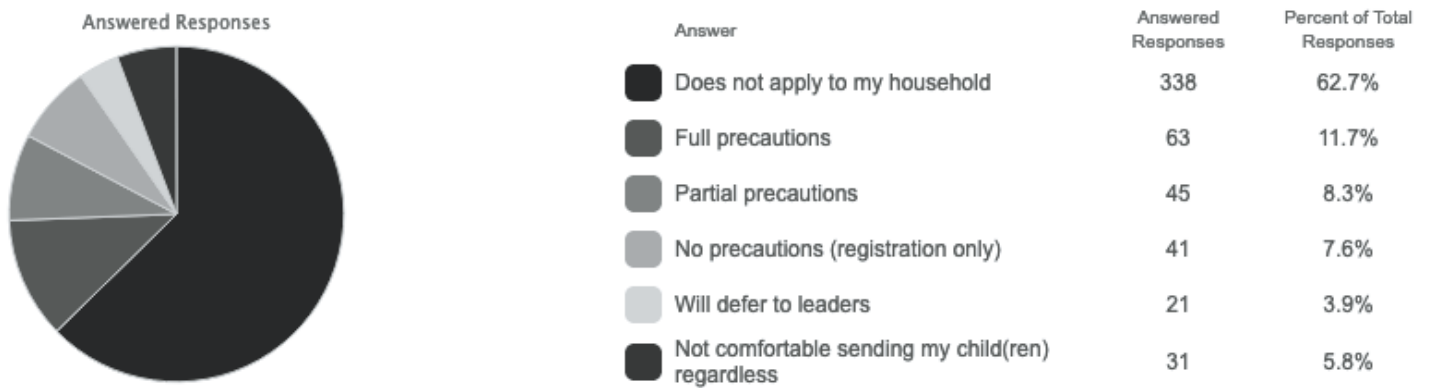 Answered Responses
Answer
Answered Responses
Percent of Total Responses
Does not apply to my household 338 62.7%
Full precautions 63 11.7%
Partial precautions 45 8.3%
No precautions (registration only) 41 7.6%
Will defer to leaders 21 3.9%
Not comfortable sending my child(ren)
regardless 31 5.8%